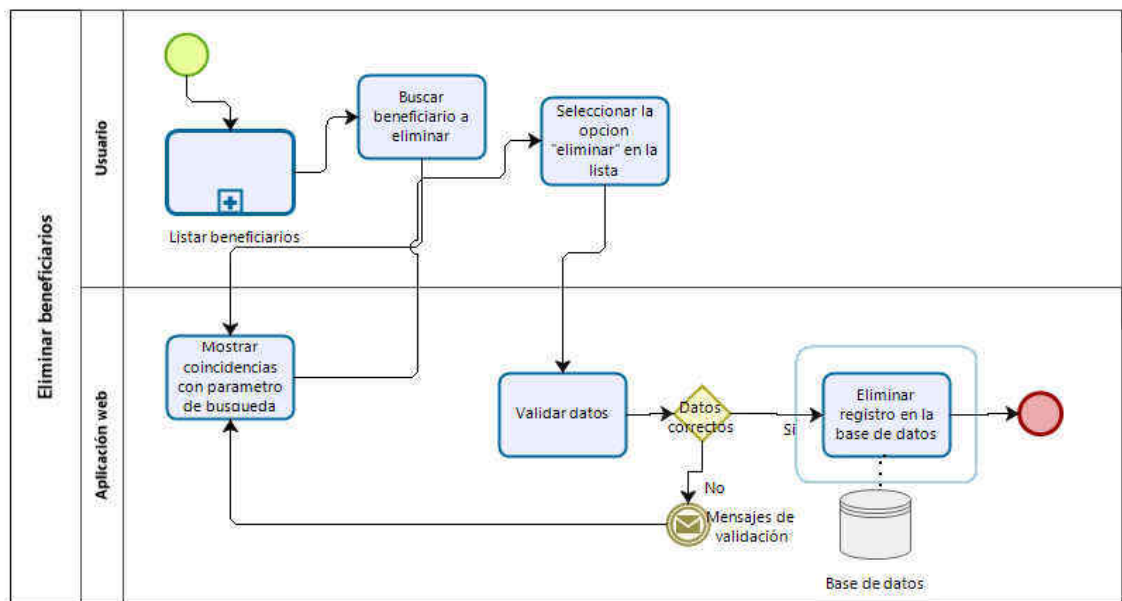 Eliminar beneficiarios
Usuario
Buscar
beneficiario a
eliminar
Seleccionar la
opcion
"eliminar" en la
lista
Listar beneficiarios
Aplicación web
Mostrar
coincidencias
con parametro
de busqueda
Validar datos
Datos
correctos
Si
Eliminar
registro en la
base de datos
No
Mensajes de
validación
Base de datos